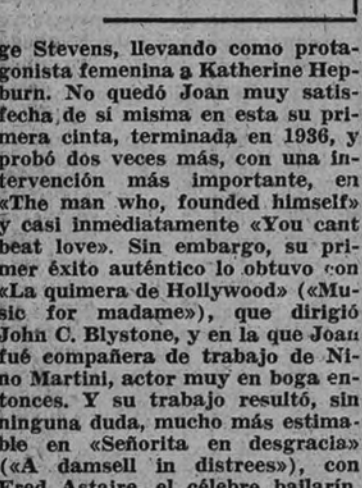 ge Stevens, llevando como prota-
gonista femenina a Katherine Hep-
burn. No quedó Joan muy satis-
fecha de sí misma en esta su pri-
mera cinta, terminada en 1936, y
probó dos veces más, con una in-
tervención más importante, en
«The man who, founded himself»
y casi inmediatamente «You cant
beat love». Sin embargo, su pri-
mer éxito auténtico lo obtuvo con
«La quimera de Hollywood» («Mu-
sic for madame»), que dirigió
John C. Blystone, y en la que Joan
fué compañera de trabajo de Ni-
no Martini, actor muy en boga en-
tonces. Y su trabajo resultó, sin
ninguna duda, mucho más estima-
ble en «Señorita en desgracia»
(«A damsell in distrees»), con
Fred Astaire, el célebre bailarín,